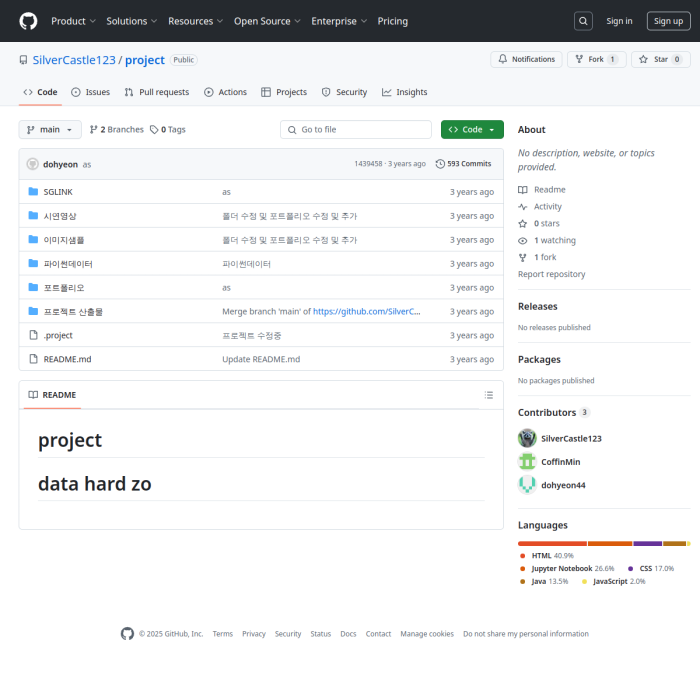 Product Solutions Resources Open Source Enterprise Pricing Sign in Sign up
SilverCastle123 / project Public Notifications Fork 1 Star 0
Code Issues Pull requests Actions Projects Security Insights
main 2 Branches 0 Tags Go to file Code
dohyeon as 1439458 · 3 years ago 593 Commits
SGLINK as 3 years ago
시연영상 폴더 수정 및 포트폴리오 수정 및 추가 3 years ago
이미지샘플 폴더 수정 및 포트폴리오 수정 및 추가 3 years ago
파이썬데이터 파이썬데이터 3 years ago
포트폴리오 as 3 years ago
프로젝트 산출물 Merge branch 'main' of https://github.com/SilverC... 3 years ago
.project 프로젝트 수정중 3 years ago
README.md Update README.md 3 years ago
README
project
data hard zo
About
No description, website, or topics
provided.
Readme
Activity
0 stars
1 watching
1 fork
Report repository
Releases
No releases published
Packages
No packages published
Contributors 3
SilverCastle123
CoffinMin
dohyeon44
Languages
HTML 40.9%
Jupyter Notebook 26.6% CSS 17.0%
Java 13.5% JavaScript 2.0%
© 2025 GitHub, Inc. Terms Privacy Security Status Docs Contact Manage cookies Do not share my personal information